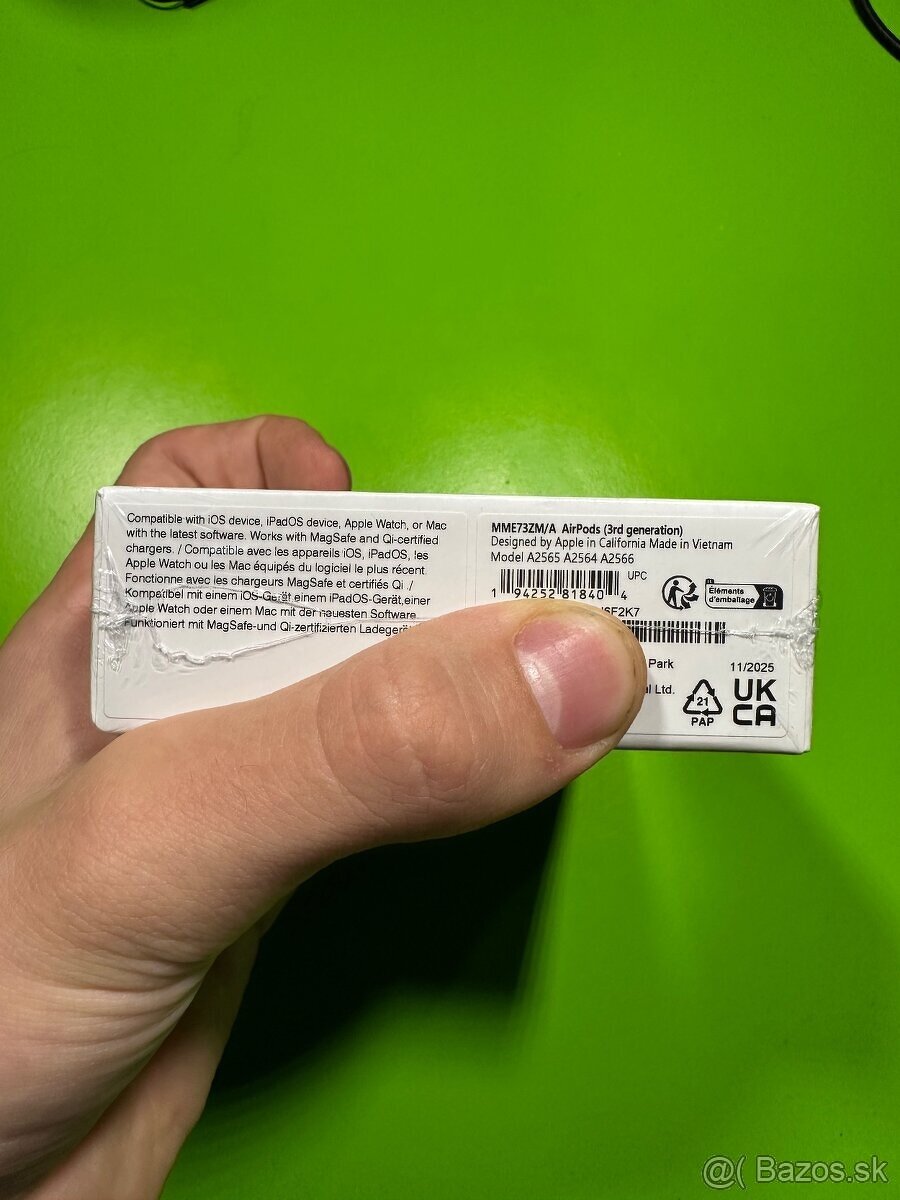 Compatible with iOS device, iPadOS device, Apple Watch, or Mac
with the latest software. Works with MagSafe and Qi-certified
chargers. / Compatible avec les appareils iOS, iPadOS, les
Apple Watch ou les Mac équipés du logiciel le plus récent.
Fonctionne avec les chargeurs MagSafe et certifiés Qi. /
Kompatibel mit einem iOS-Gerät einem iPadOS-Gerät, einer
Apple Watch oder einem Mac mit der neuesten Software.
Funktioniert mit MagSafe-und Qi-zertifizierten
MME73ZM/A AirPods (3rd generation)
Designed by Apple in California Made in Vietnam
Model A2565 A2564 A2566
UPC
1 94252 81840 4
Éléments
d'emballage
Park
Ltd.
11/2025
21
PAP
UK
CA
@( Bazos.sk